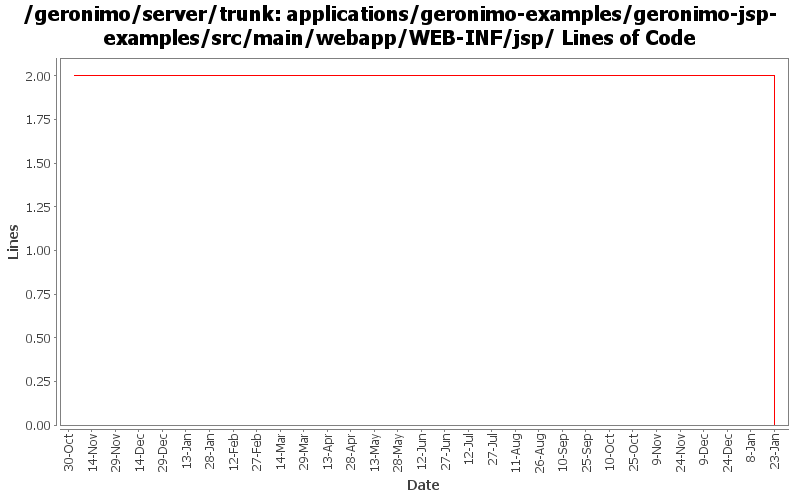 /geronimo/server/trunk: applications/geronimo-examples/geronimo-jsp-
examples/src/main/webapp/WEB-INF/jsp/ Lines of Code
2.00
1.75
1.50
1.25
1.00
0.75
0.50
0.25
0.00
Lines
30-Oct
14-Nov
29-Nov
14-Dec
29-Dec
13-Jan
28-Jan
12-Feb
27-Feb
14-Mar
29-Mar
13-Apr
28-Apr
13-May
28-May
12-Jun
27-Jun
12-Jul
27-Jul
11-Aug
26-Aug
10-Sep
25-Sep
10-Oct
25-Oct
9-Nov
24-Nov
9-Dec
24-Dec
8-Jan
23-Jan
Date